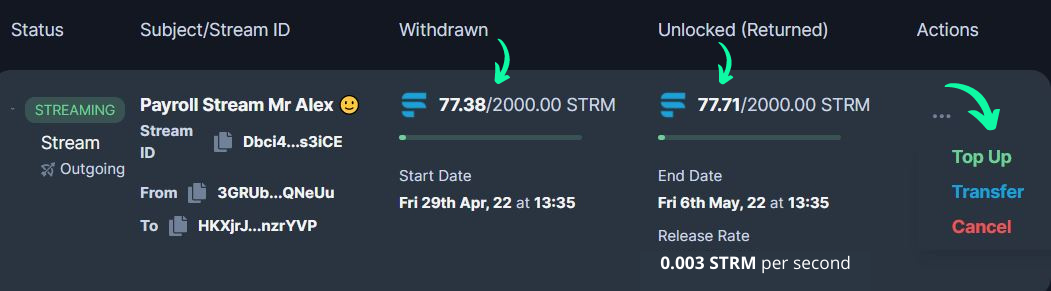 Status Subject/Stream ID Withdrawn Unlocked (Returned) Actions
STREAMING Payroll Stream Mr Alex 🙂 77.38/2000.00 STRM 77.71/2000.00 STRM ...
Stream
Outgoing
Stream ID Dbci4...s3iCE
From 3GRUb...QNeUu
To HKXjrJ...nzrYVP
Start Date
Fri 29th Apr, 22 at 13:35
End Date
Fri 6th May, 22 at 13:35
Release Rate
0.003 STRM per second
Top Up
Transfer
Cancel